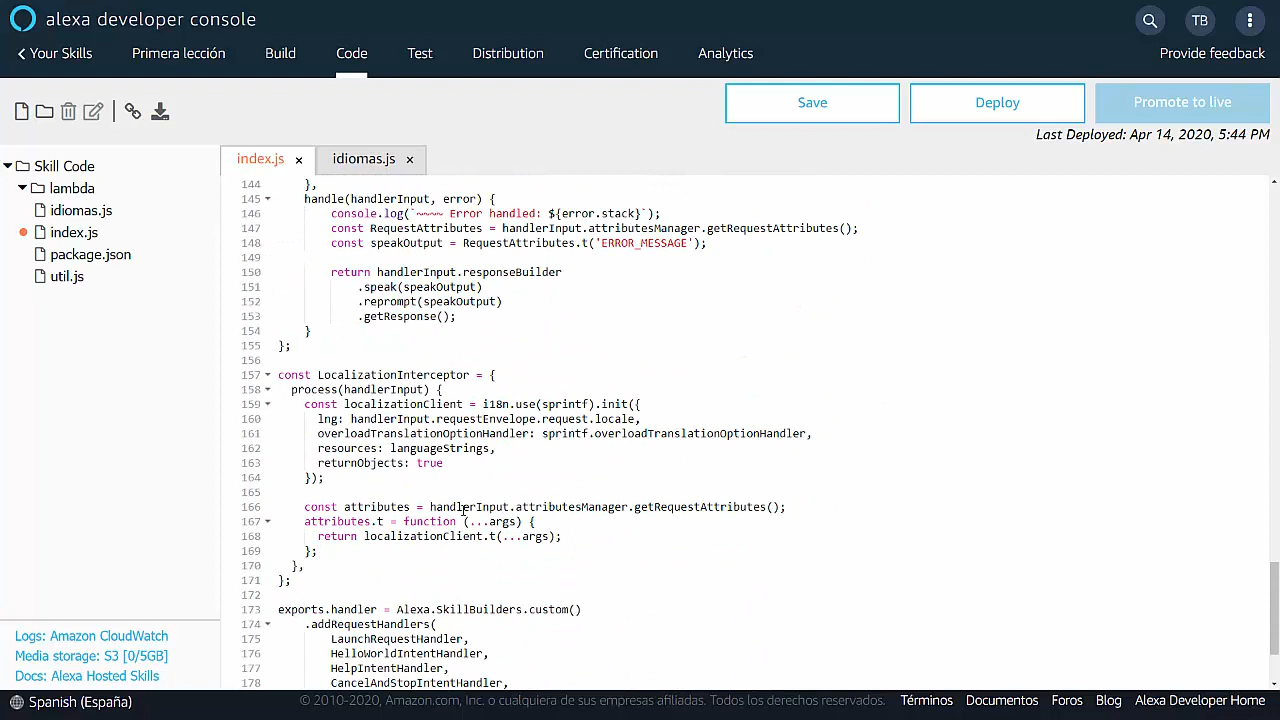 alexa developer console
TB
Your Skills Primera lección Build Code Test Distribution Certification Analytics Provide feedback
Save Deploy Promote to live
Last Deployed: Apr 14, 2020, 5:44 PM
index.js × idiomas.js ×
Skill Code
lambda
idiomas.js
index.js
package.json
util.js
144 },
145 handle(handlerInput, error) {
146 console.log(`~~~~ Error handled: ${error.stack}`);
147 const RequestAttributes = handlerInput.attributesManager.getRequestAttributes();
148 const speakOutput = RequestAttributes.t('ERROR_MESSAGE');
149
150 return handlerInput.responseBuilder
151 .speak(speakOutput)
152 .reprompt(speakOutput)
153 .getResponse();
154 }
155 };
156
157 const LocalizationInterceptor = {
158 process(handlerInput) {
159 const localizationClient = i18n.use(sprintf).init({
160 lng: handlerInput.requestEnvelope.request.locale,
161 overloadTranslationOptionHandler: sprintf.overloadTranslationOptionHandler,
162 resources: languageStrings,
163 returnObjects: true
164 });
165
166 const attributes = handlerInput.attributesManager.getRequestAttributes();
167 attributes.t = function (...args) {
168 return localizationClient.t(...args);
169 };
170 },
171 };
172
173 exports.handler = Alexa.SkillBuilders.custom()
174 .addRequestHandlers(
175 LaunchRequestHandler,
176 HelloWorldIntentHandler,
177 HelpIntentHandler,
178 CancelAndStopIntentHandler,
Logs: Amazon CloudWatch
Media storage: S3 [0/5GB]
Docs: Alexa Hosted Skills
Spanish (España) © 2010-2020, Amazon.com, Inc. o cualquiera de sus empresas afiliadas. Todos los derechos reservados. Términos Documentos Foros Blog Alexa Developer Home